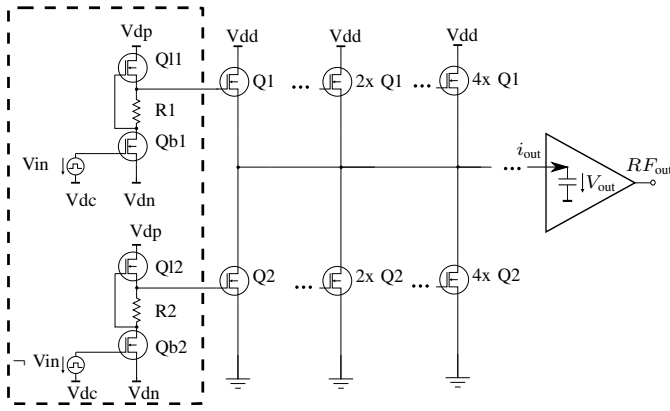 Vdp Vdd Vdd Vdd
Ql1 Q1 ... 2x Q1 ... 4x Q1
R1
Qb1
Vin
Vdc Vdn
i_out ... RF_out
V_out
Vdp
Ql2 Q2 ... 2x Q2 ... 4x Q2
R2
Qb2
¬ Vin
Vdc Vdn